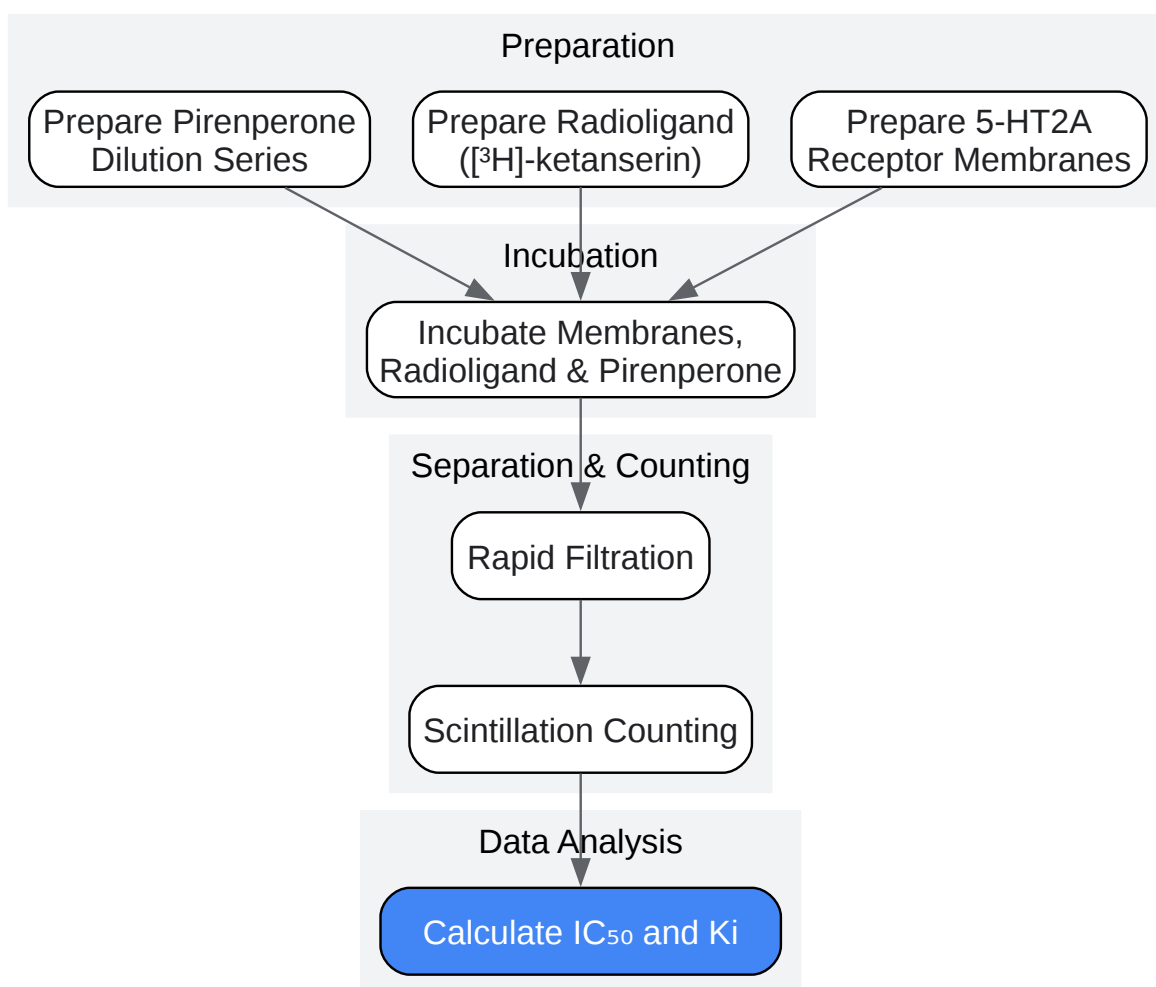 Preparation
Prepare Pirenperone
Dilution Series
Prepare Radioligand
([³H]-ketanserin)
Prepare 5-HT2A
Receptor Membranes
Incubation
Incubate Membranes,
Radioligand & Pirenperone
Separation & Counting
Rapid Filtration
Scintillation Counting
Data Analysis
Calculate IC₅₀ and Ki